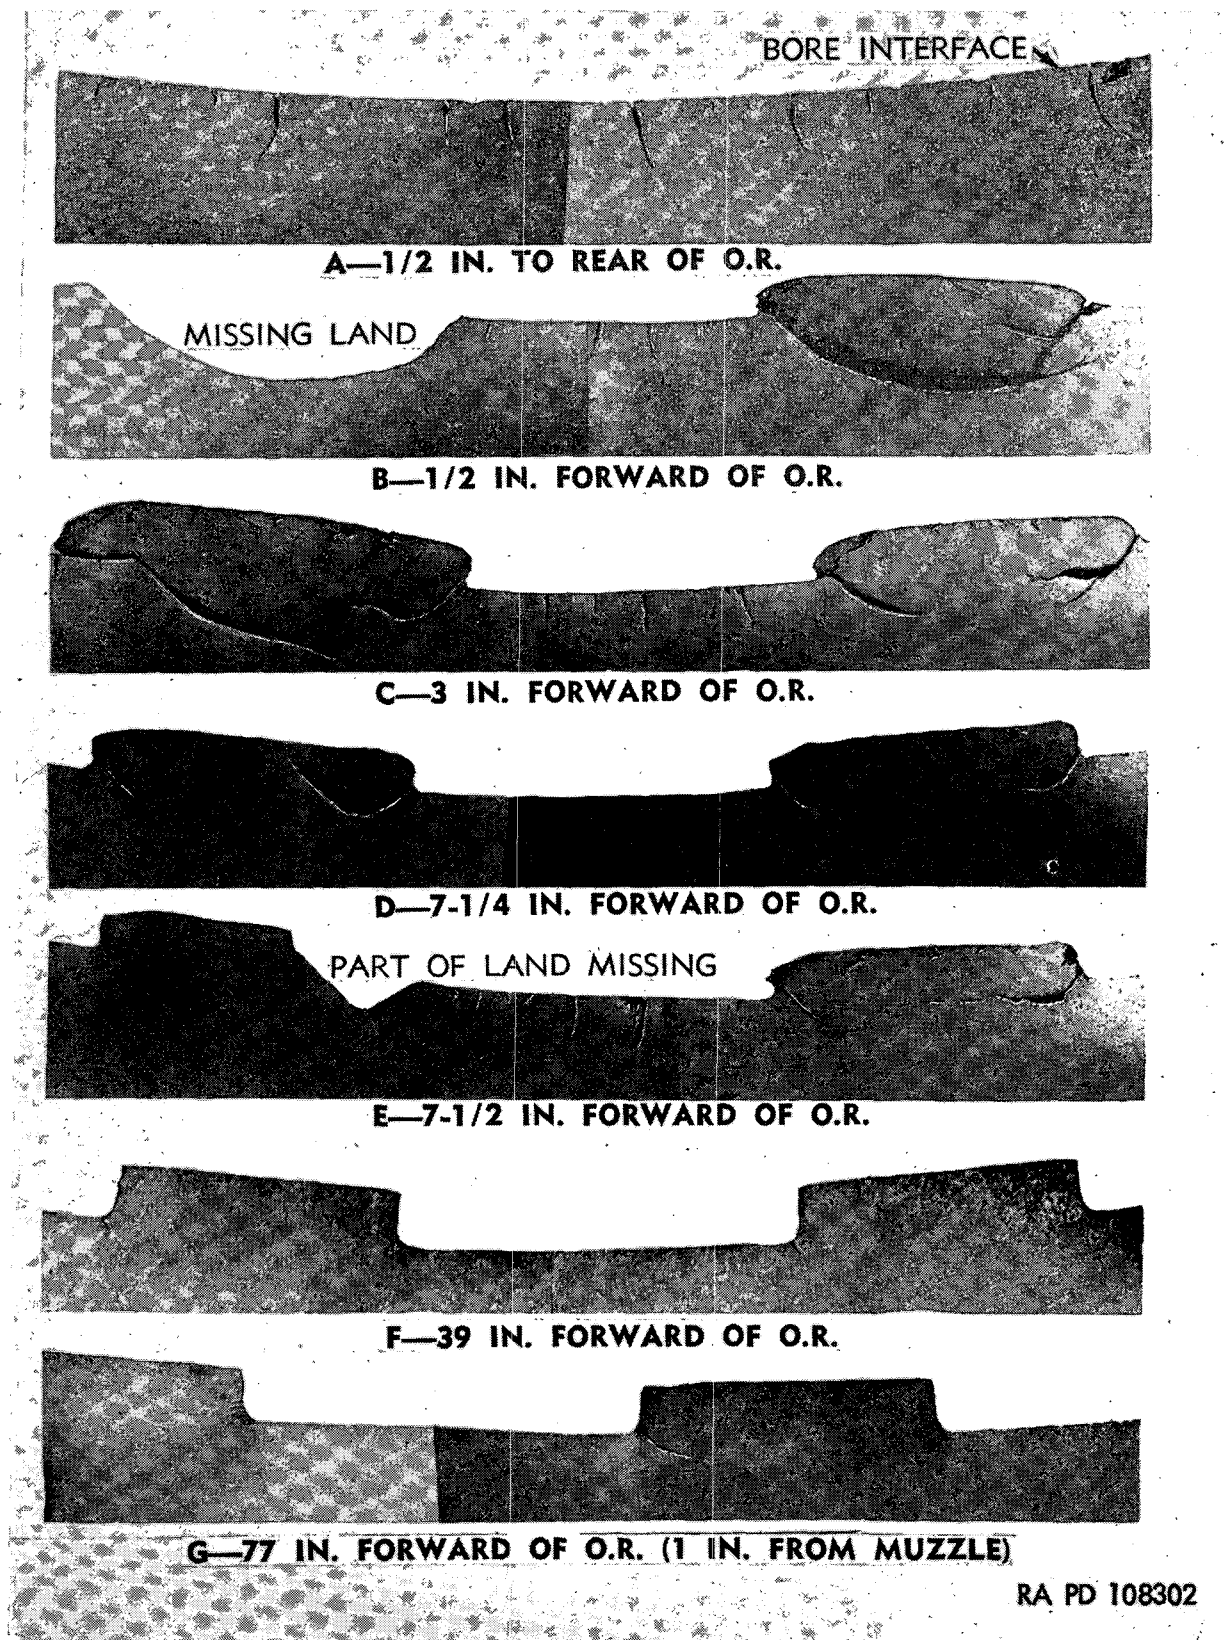 BORE INTERFACE
A—1/2 IN. TO REAR OF O.R.
MISSING LAND
B—1/2 IN. FORWARD OF O.R.
C—3 IN. FORWARD OF O.R.
D—7-1/4 IN. FORWARD OF O.R.
PART OF LAND MISSING
E—7-1/2 IN. FORWARD OF O.R.
F—39 IN. FORWARD OF O.R.
G—77 IN. FORWARD OF O.R. (1 IN. FROM MUZZLE)
RA PD 108302